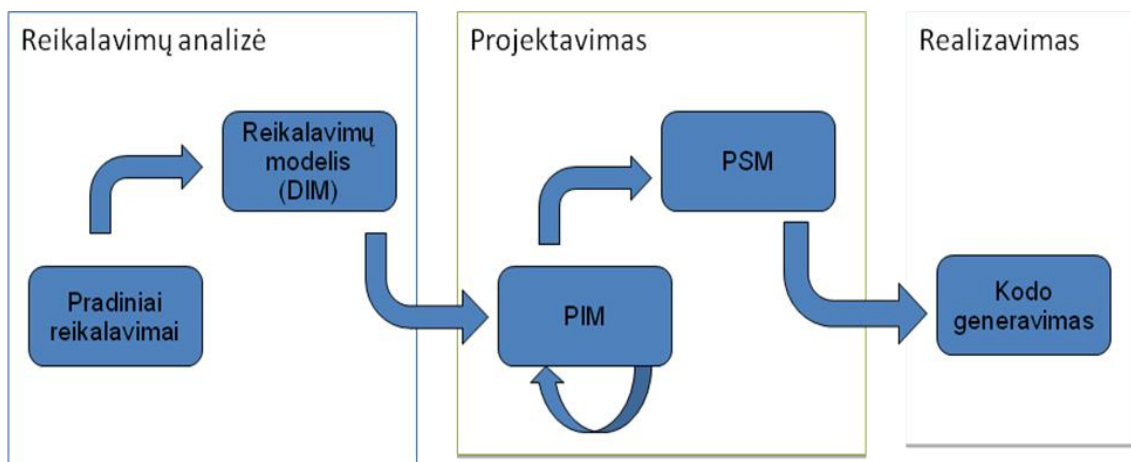 Reikalavimų analizė
Pradiniai
reikalavimai
Reikalavimų
modelis
(DIM)
Projektavimas
PIM
PSM
Realizavimas
Kodo
generavimas